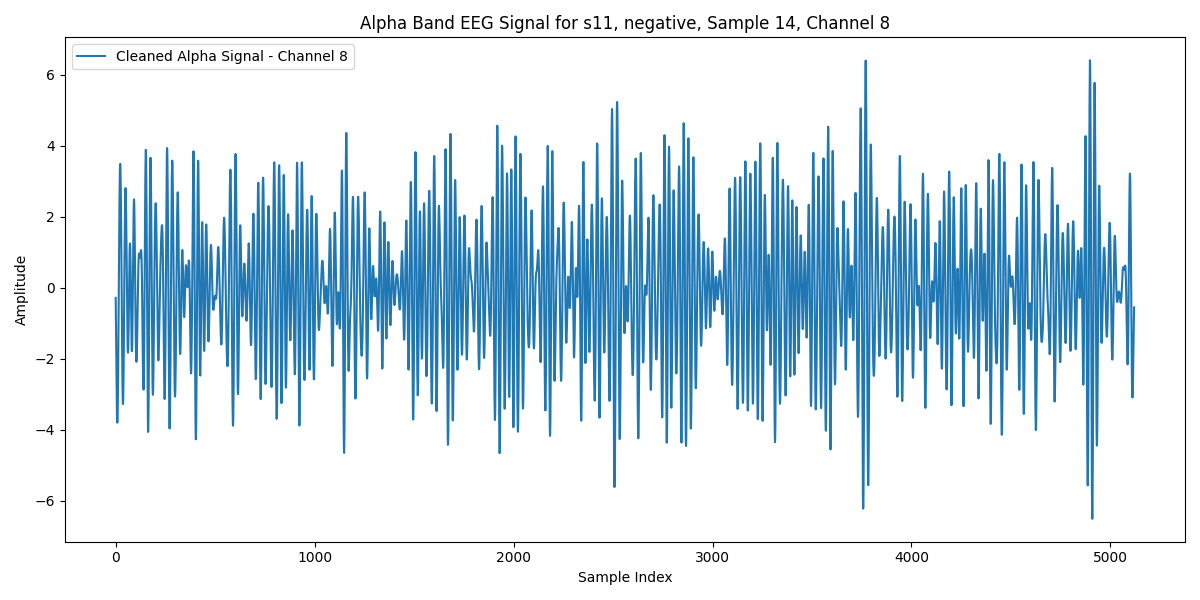 Alpha Band EEG Signal for s11, negative, Sample 14, Channel 8
Cleaned Alpha Signal - Channel 8
6
4
2
0
−2
−4
−6
Amplitude
0 1000 2000 3000 4000 5000
Sample Index